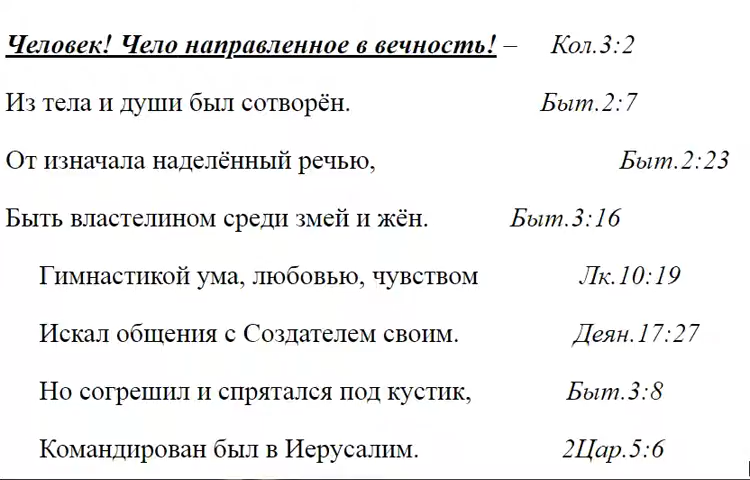 Человек! Чело направленное в вечность! – Кол.3:2
Из тела и души был сотворён. Быт.2:7
От изначала наделённый речью, Быт.2:23
Быть властелином среди змей и жён. Быт.3:16
Гимнастикой ума, любовью, чувством Лк.10:19
Искал общения с Создателем своим. Деян.17:27
Но согрешил и спрятался под кустик, Быт.3:8
Командирован был в Иерусалим. 2Цар.5:6